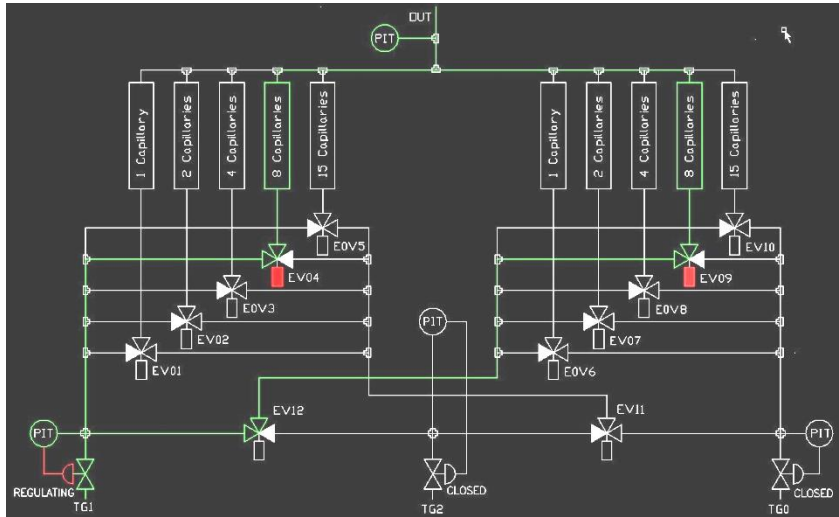 OUT
PIT
1 Capillary
2 Capillaries
4 Capillaries
8 Capillaries
15 Capillaries
1 Capillary
2 Capillaries
4 Capillaries
8 Capillaries
15 Capillaries
E0V5
EV10
EV04
EV09
E0V3
E0V8
EV02
PIT
EV07
EV01
E0V6
EV12
EV11
PIT
PIT
REGULATING
CLOSED
CLOSED
TG1
TG2
TG0